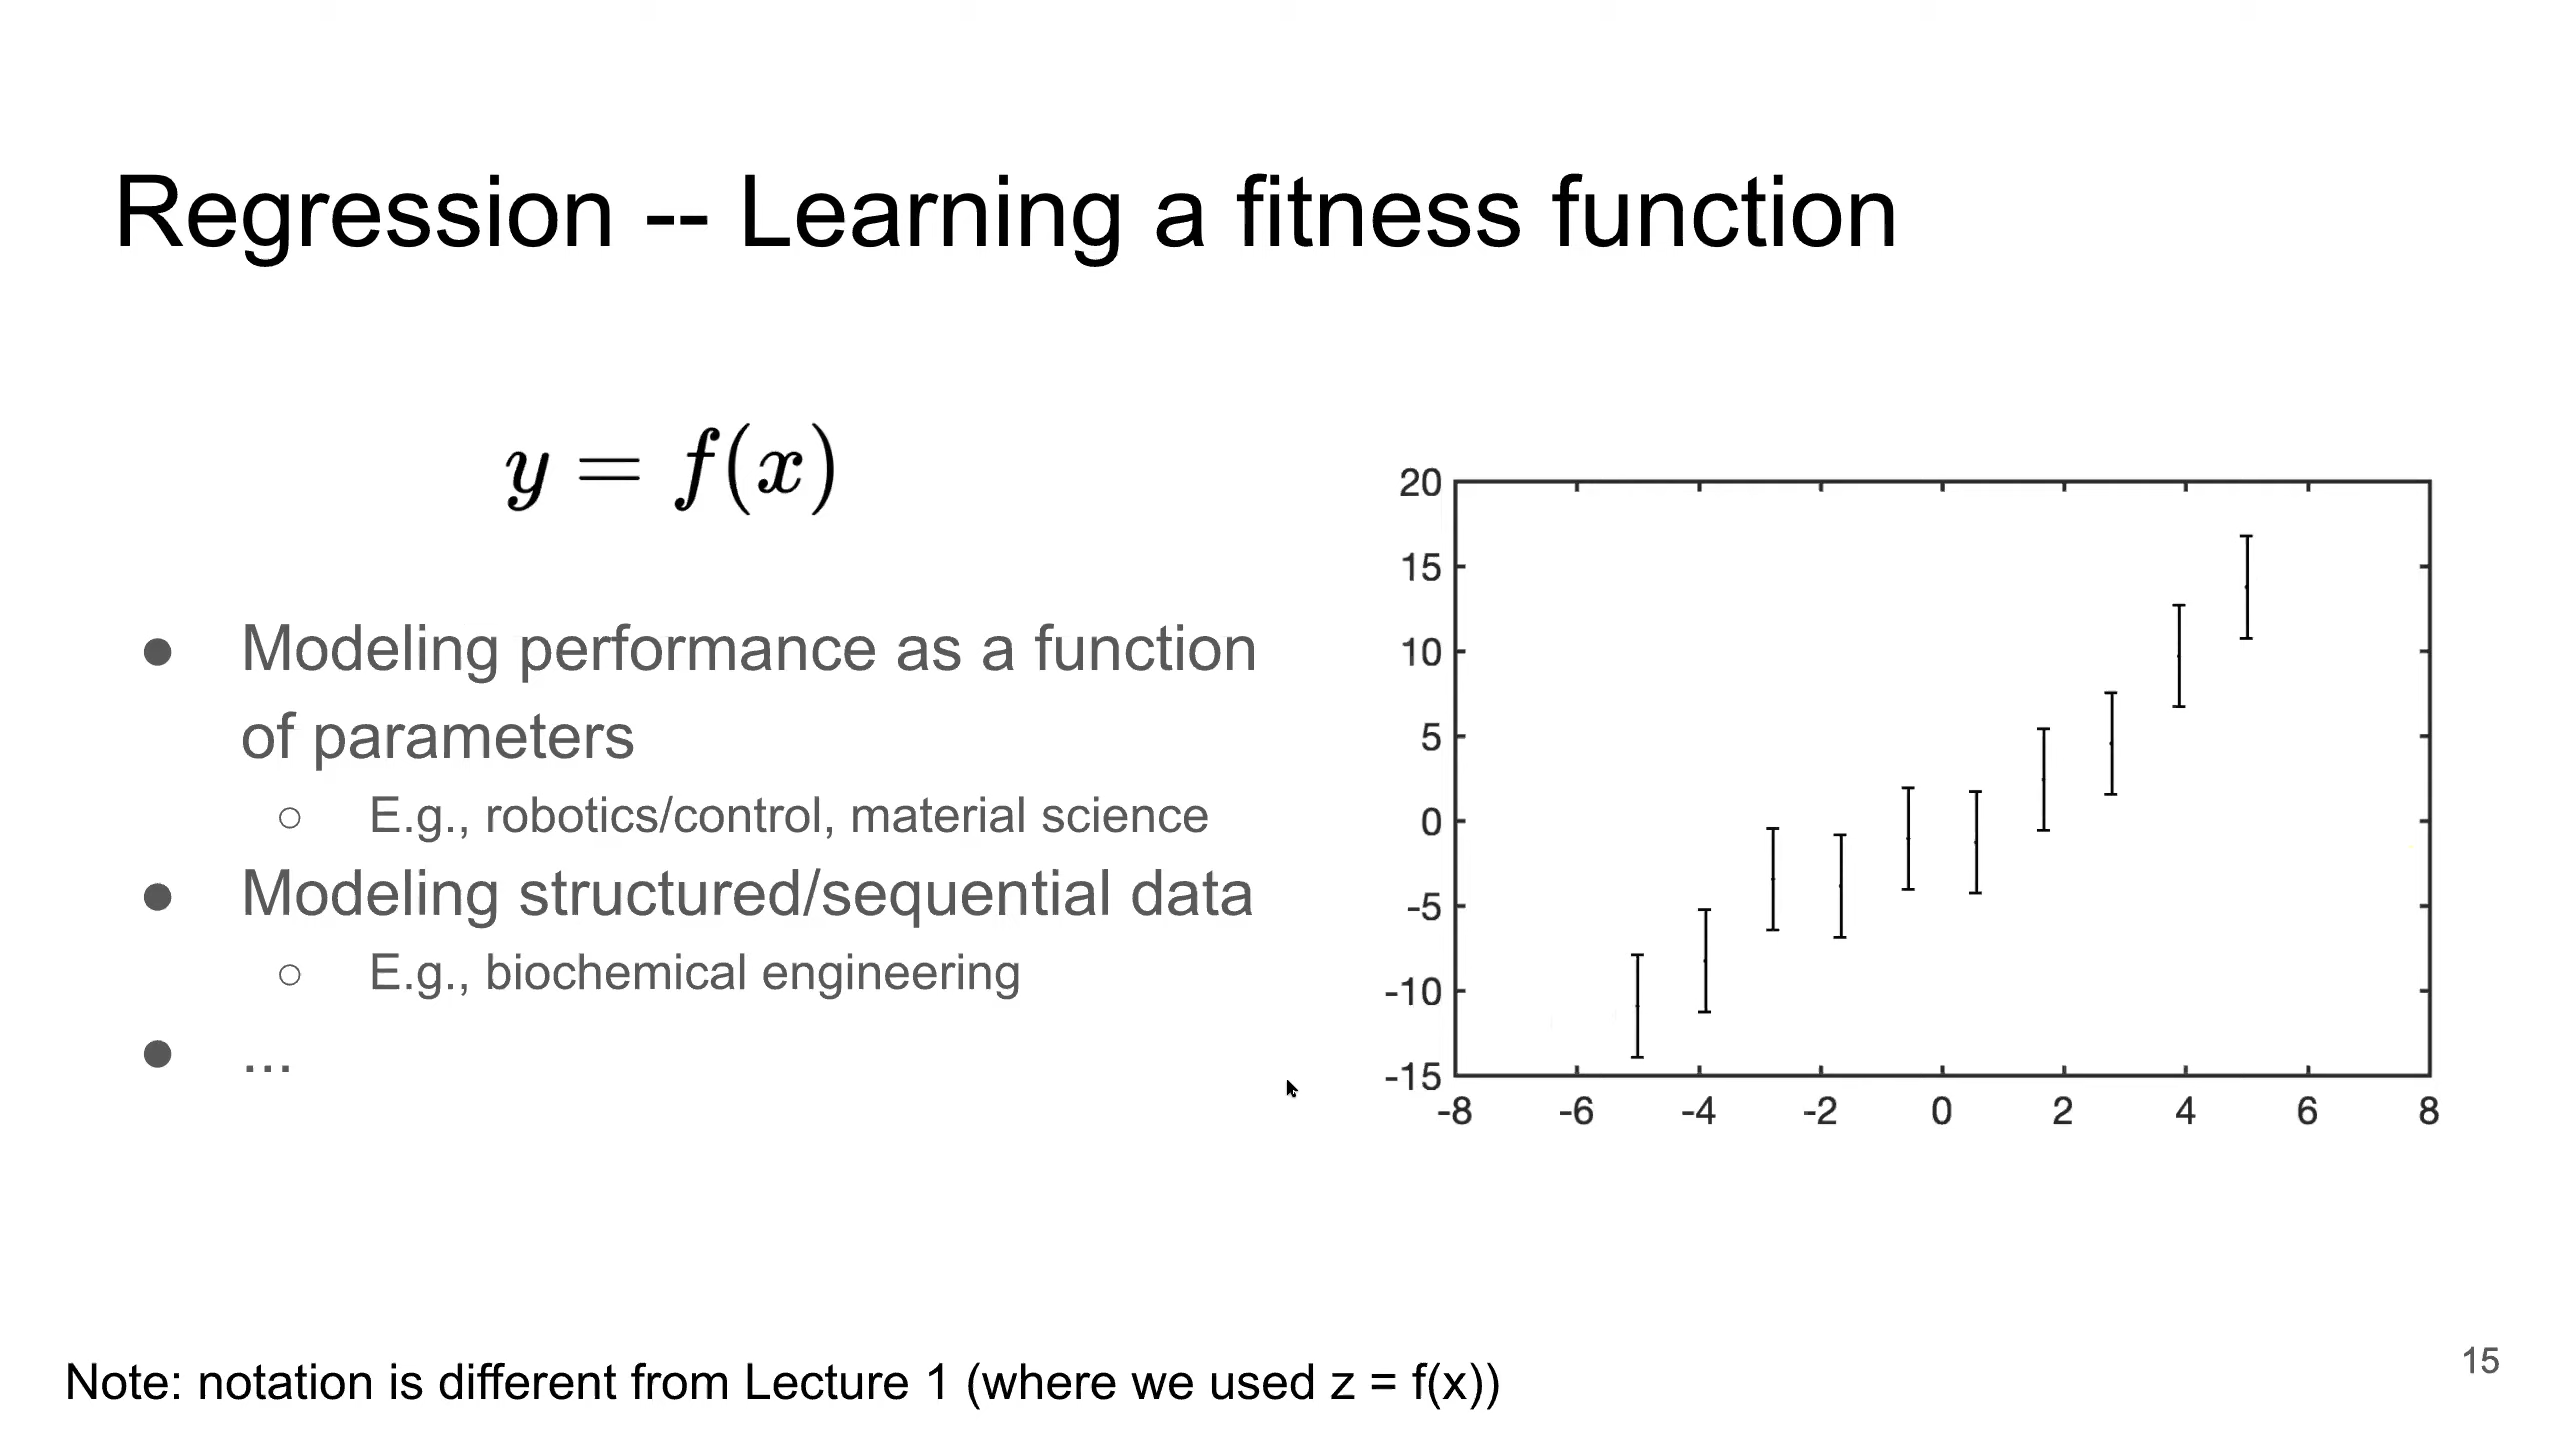 Regression -- Learning a fitness function
y = f(x)
● Modeling performance as a function
of parameters
○ E.g., robotics/control, material science
● Modeling structured/sequential data
○ E.g., biochemical engineering
● ...
20
15
10
5
0
-5
-10
-15
-8 -6 -4 -2 0 2 4 6 8
Note: notation is different from Lecture 1 (where we used z = f(x))
15